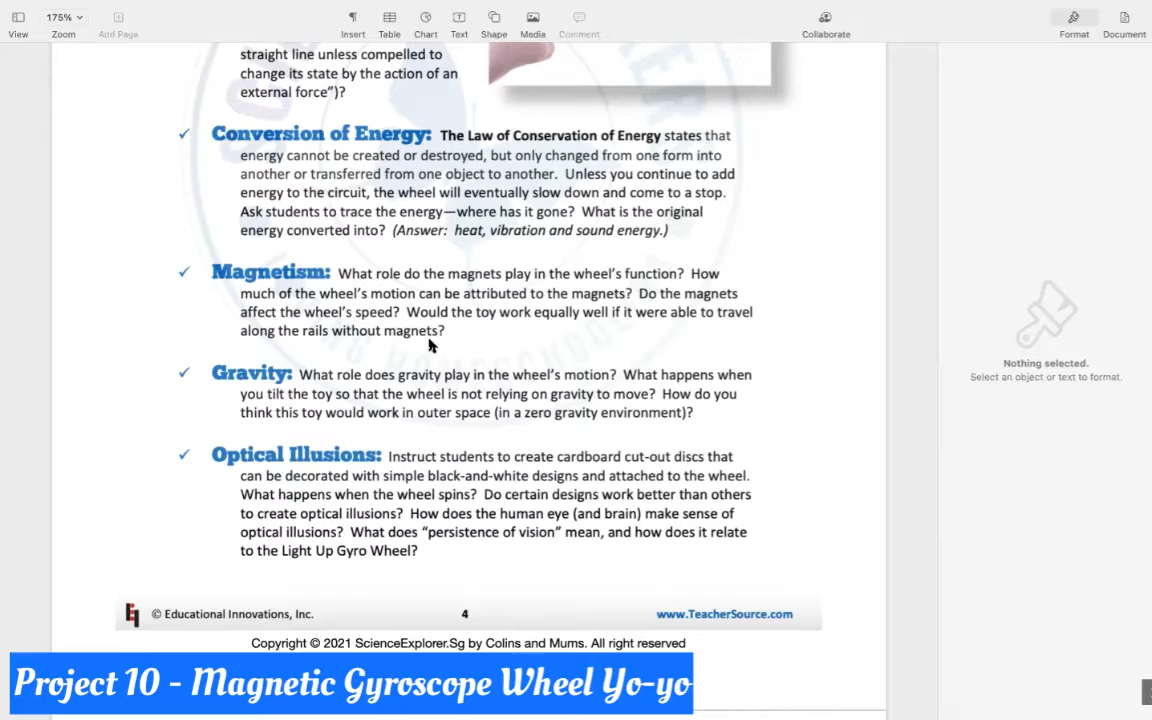 175%
View
Zoom
Add Page
Insert
Table
Chart
Text
Shape
Media
Comment
Collaborate
Format
Document
straight line unless compelled to
change its state by the action of an
external force”)?
✓ Conversion of Energy: The Law of Conservation of Energy states that
energy cannot be created or destroyed, but only changed from one form into
another or transferred from one object to another. Unless you continue to add
energy to the circuit, the wheel will eventually slow down and come to a stop.
Ask students to trace the energy—where has it gone? What is the original
energy converted into? (Answer: heat, vibration and sound energy.)
✓ Magnetism: What role do the magnets play in the wheel’s function? How
much of the wheel’s motion can be attributed to the magnets? Do the magnets
affect the wheel’s speed? Would the toy work equally well if it were able to travel
along the rails without magnets?
✓ Gravity: What role does gravity play in the wheel’s motion? What happens when
you tilt the toy so that the wheel is not relying on gravity to move? How do you
think this toy would work in outer space (in a zero gravity environment)?
✓ Optical Illusions: Instruct students to create cardboard cut-out discs that
can be decorated with simple black-and-white designs and attached to the wheel.
What happens when the wheel spins? Do certain designs work better than others
to create optical illusions? How does the human eye (and brain) make sense of
optical illusions? What does “persistence of vision” mean, and how does it relate
to the Light Up Gyro Wheel?
© Educational Innovations, Inc. 4 www.TeacherSource.com
Copyright © 2021 ScienceExplorer.Sg by Colins and Mums. All right reserved
Project 10 - Magnetic Gyroscope Wheel Yo-yo
Nothing selected.
Select an object or text to format.